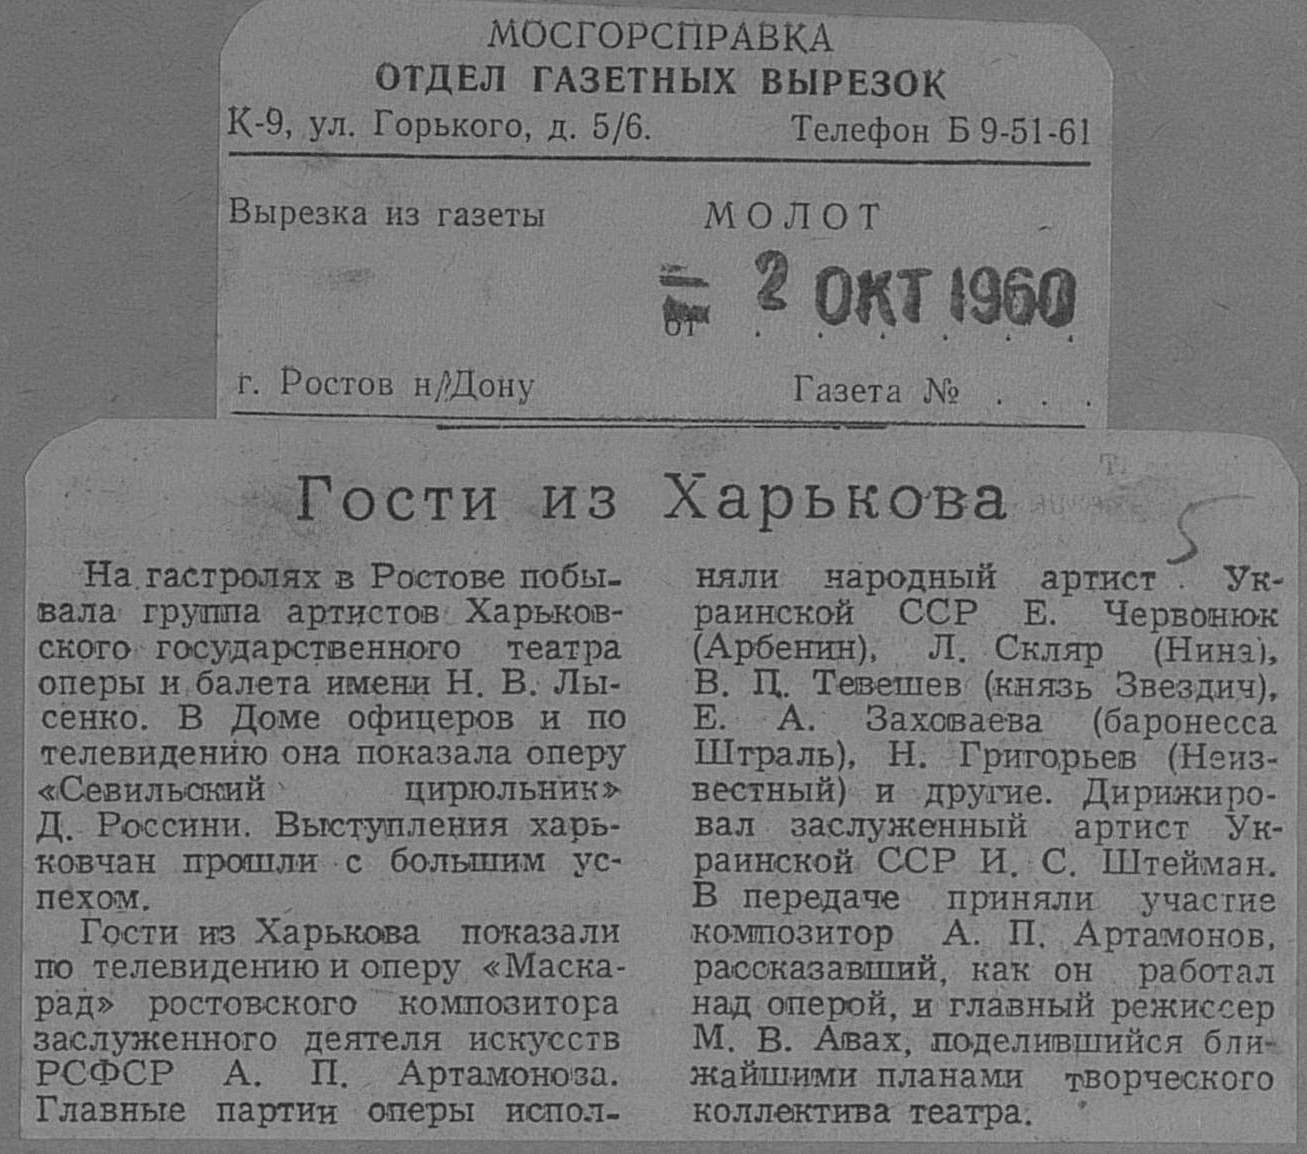 МОСГОРСПРАВКА
ОТДЕЛ ГАЗЕТНЫХ ВЫРЕЗОК
К-9, ул. Горького, д. 5/6. Телефон Б 9-51-61
Вырезка из газеты МОЛОТ
2 ОКТ 1960
от . . . . . .
г. Ростов н/Дону Газета № . . .
Гости из Харькова
5
На гастролях в Ростове побы-
вала группа артистов Харьков-
ского государственного театра
оперы и балета имени Н. В. Лы-
сенко. В Доме офицеров и по
телевидению она показала оперу
«Севильский цирюльник»
Д. Россини. Выступления харь-
ковчан прошли с большим ус-
пехом.
Гости из Харькова показали
по телевидению и оперу «Маска-
рад» ростовского композитора
заслуженного деятеля искусств
РСФСР А. П. Артамонова.
Главные партии оперы испол-
няли народный артист Ук-
раинской ССР Е. Червонюк
(Арбенин), Л. Скляр (Нина),
В. Ц. Тевешев (князь Звездич),
Е. А. Заховаева (баронесса
Штраль), Н. Григорьев (Неиз-
вестный) и другие. Дирижиро-
вал заслуженный артист Ук-
раинской ССР И. С. Штейман.
В передаче приняли участие
композитор А. П. Артамонов,
рассказавший, как он работал
над оперой, и главный режиссер
М. В. Авах, поделившийся бли-
жайшими планами творческого
коллектива театра.